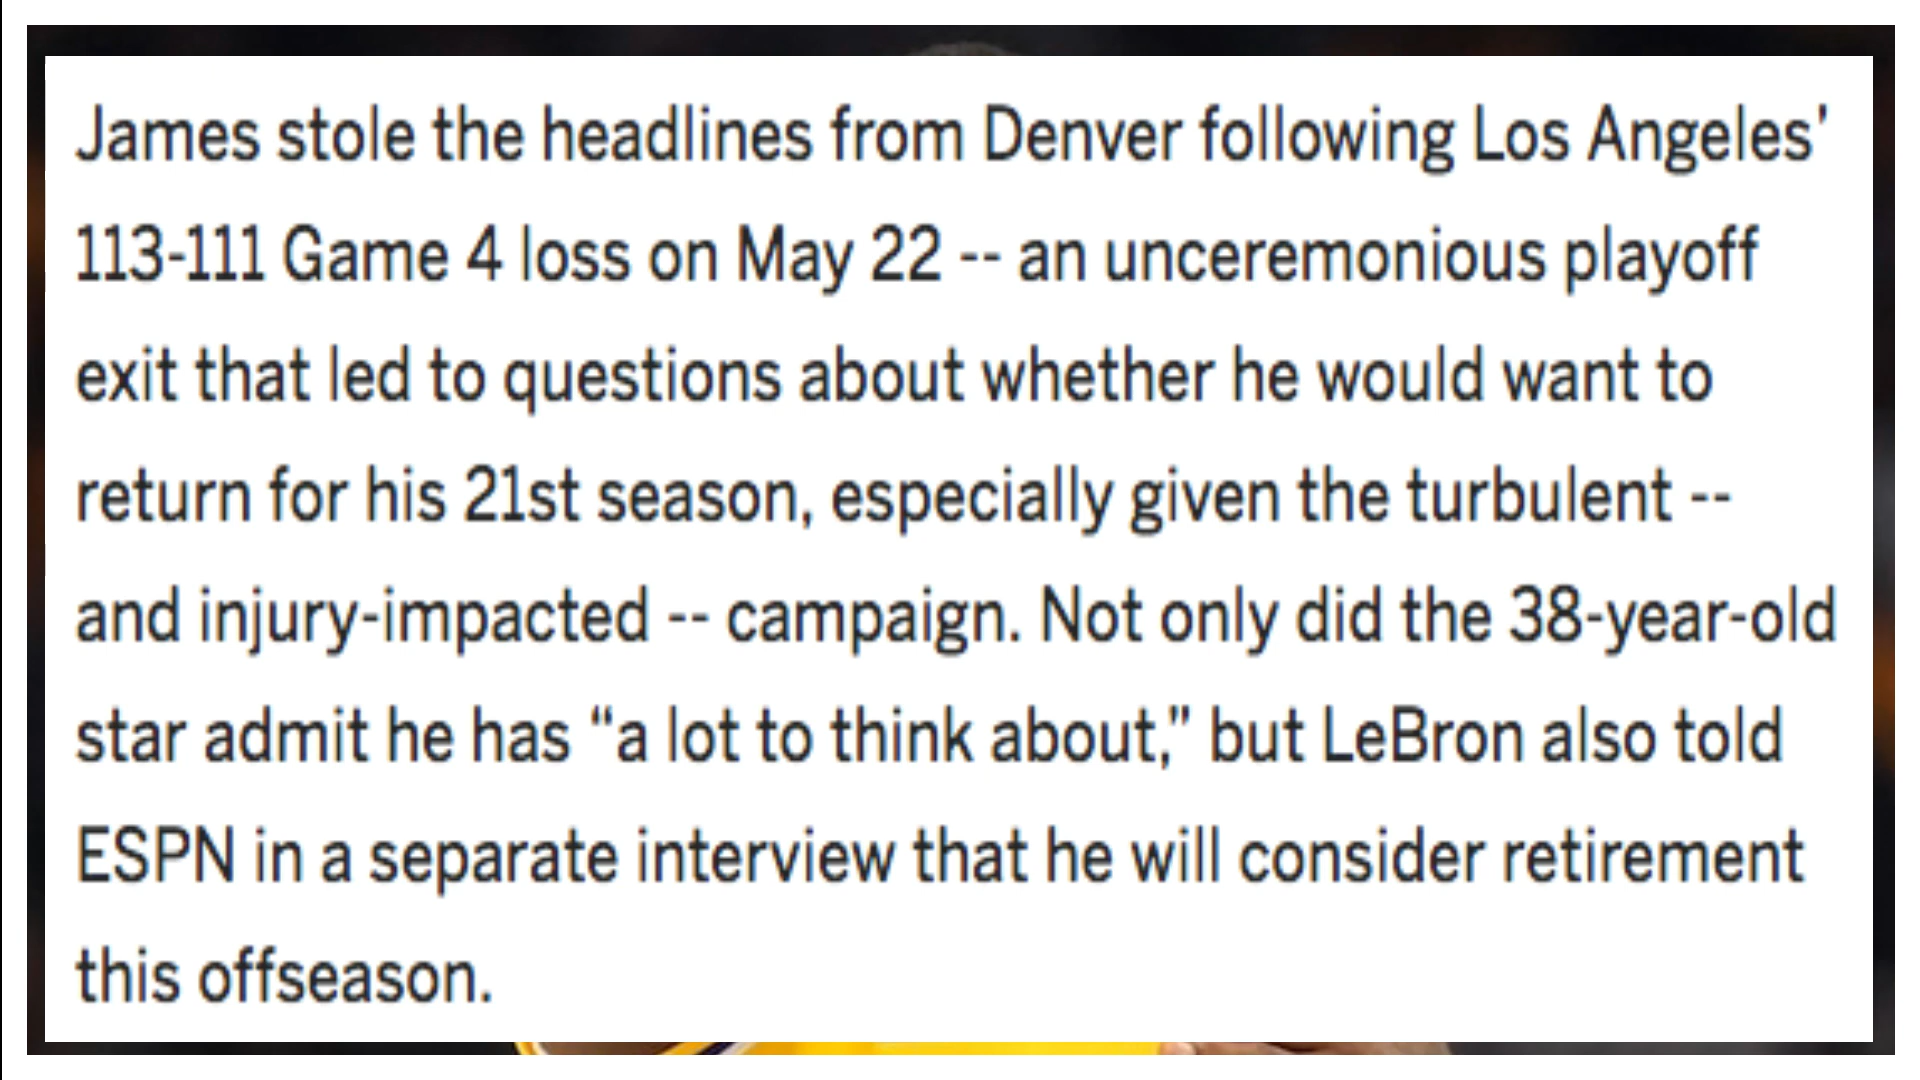 James stole the headlines from Denver following Los Angeles’
113-111 Game 4 loss on May 22 -- an unceremonious playoff
exit that led to questions about whether he would want to
return for his 21st season, especially given the turbulent --
and injury-impacted -- campaign. Not only did the 38-year-old
star admit he has “a lot to think about,” but LeBron also told
ESPN in a separate interview that he will consider retirement
this offseason.